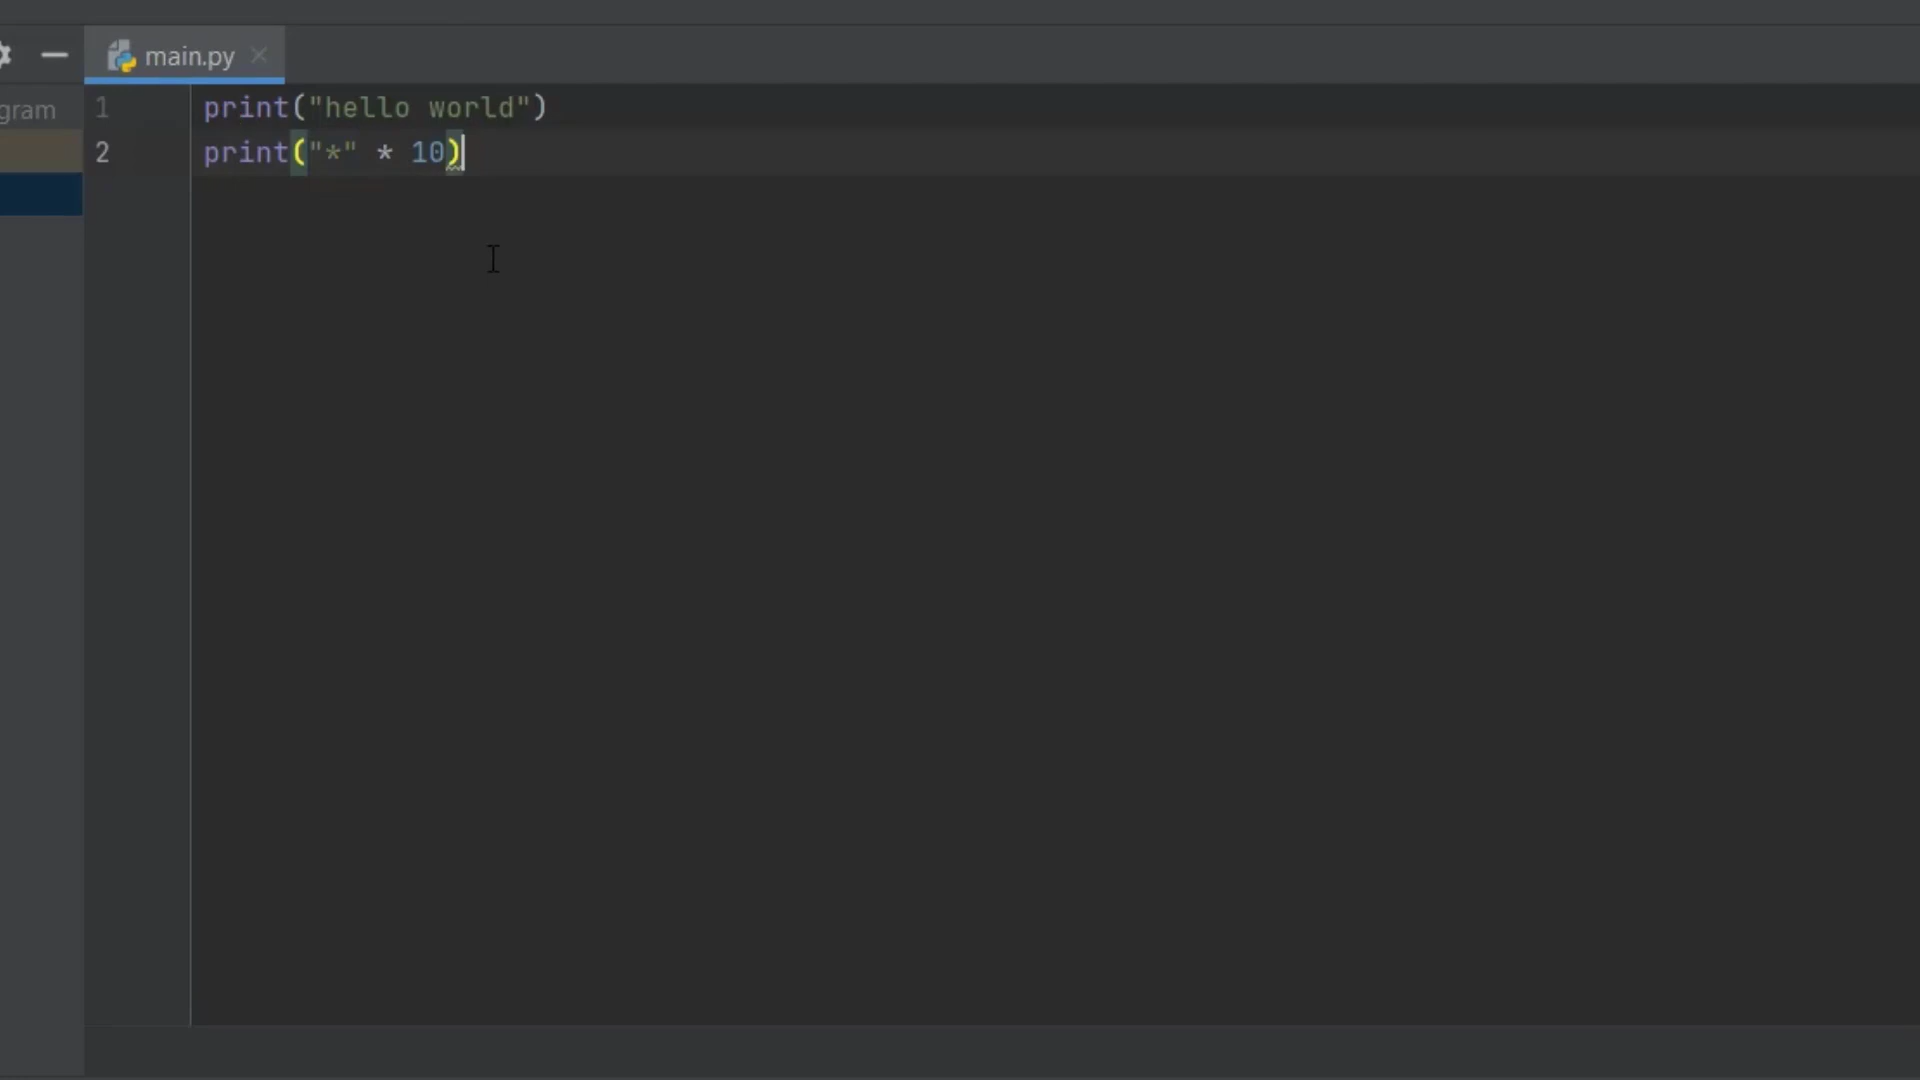 main.py
gram
1 print("hello world")
2 print("*" * 10)